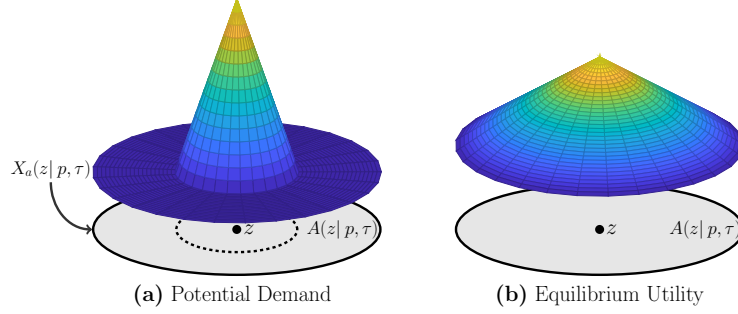 X_a(z| p, τ)
z
A(z| p, τ)
z
A(z| p, τ)
(a) Potential Demand
(b) Equilibrium Utility